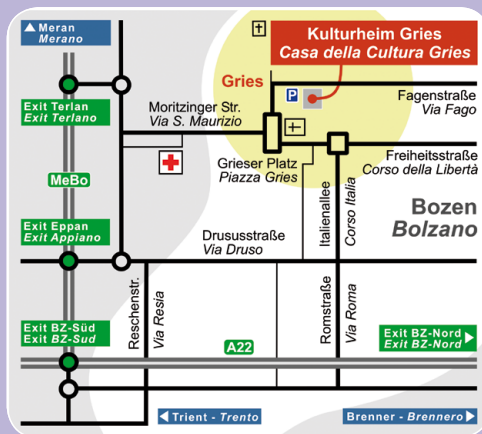 Meran
Merano
Kulturheim Gries
Casa della Cultura Gries
Gries
P
Exit Terlan
Exit Terlano
Moritzinger Str.
Via S. Maurizio
Fagenstraße
Via Fago
Grieser Platz
Piazza Gries
Freiheitsstraße
Corso della Libertà
MeBo
Italienallee
Corso Italia
Bozen
Bolzano
Exit Eppan
Exit Appiano
Drususstraße
Via Druso
Reschenstr.
Via Resia
Romstraße
Via Roma
Exit BZ-Süd
Exit BZ-Sud
A22
Exit BZ-Nord
Exit BZ-Nord
Trient - Trento
Brenner - Brennero